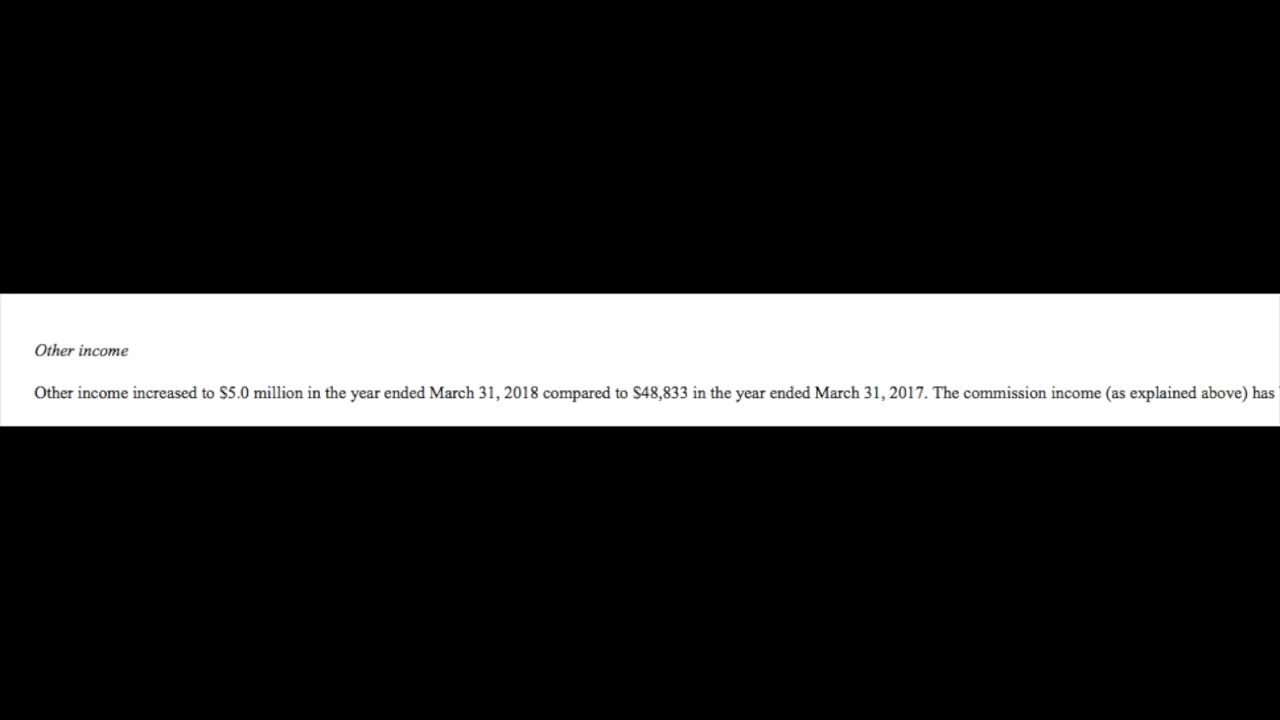 Other income
Other income increased to $5.0 million in the year ended March 31, 2018 compared to $48,833 in the year ended March 31, 2017. The commission income (as explained above) has